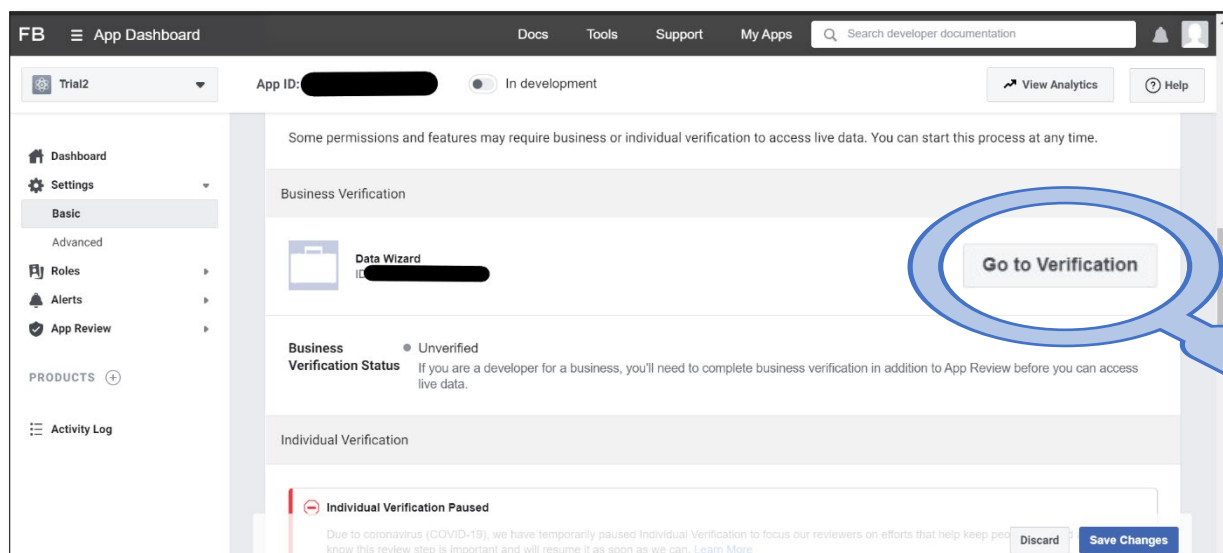 FB App Dashboard Docs Tools Support My Apps Search developer documentation
Trial2 App ID: In development View Analytics Help
Some permissions and features may require business or individual verification to access live data. You can start this process at any time.
Dashboard
Settings
Basic
Advanced
Roles
Alerts
App Review
PRODUCTS
Activity Log
Business Verification
Data Wizard
ID
Go to Verification
Business Verification Status
Unverified
If you are a developer for a business, you'll need to complete business verification in addition to App Review before you can access
live data.
Individual Verification
Individual Verification Paused
Due to coronavirus (COVID-19), we have temporarily paused Individual Verification to focus our reviewers on efforts that help keep
know this review step is important and will resume it as soon as we can. Learn More
Discard Save Changes